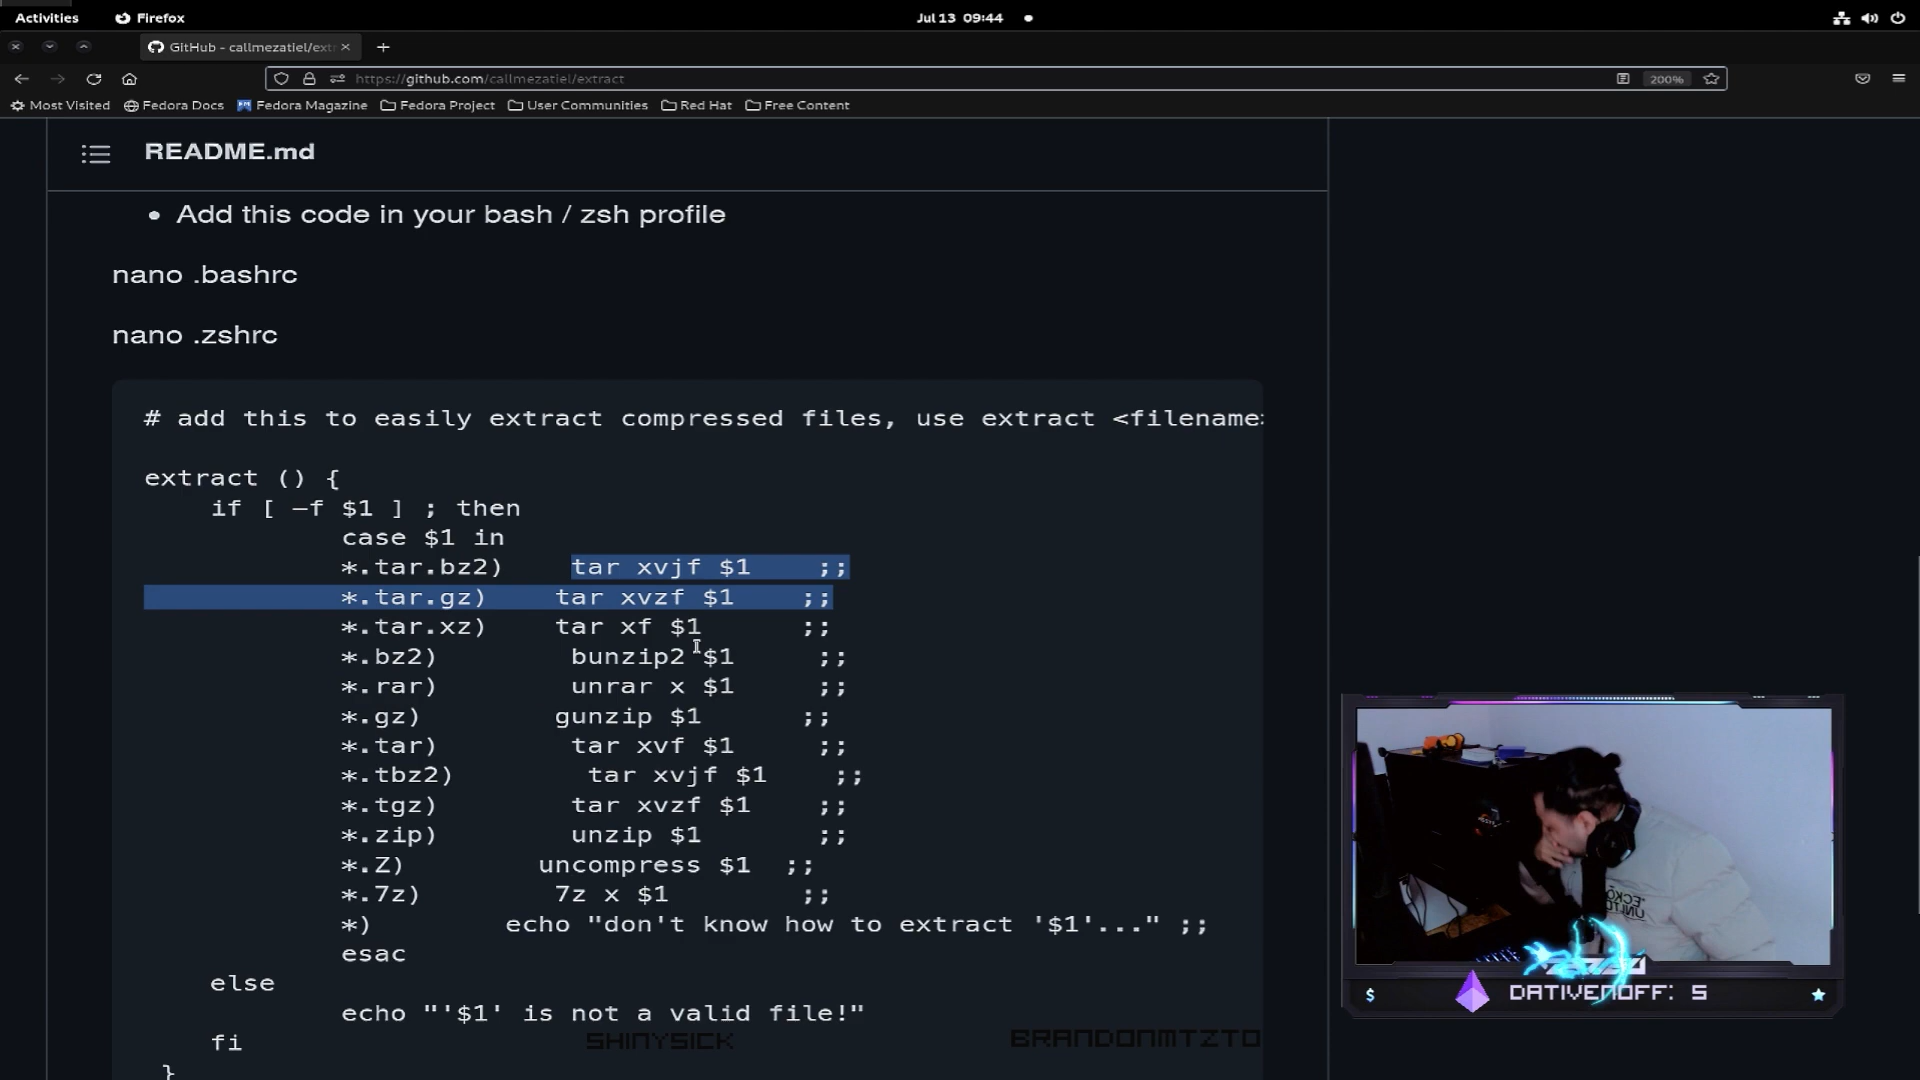 Activities Firefox Jul 13 09:44
GitHub - callmezatiel/extr
https://github.com/callmezatiel/extract 200%
Most Visited Fedora Docs Fedora Magazine Fedora Project User Communities Red Hat Free Content
README.md
• Add this code in your bash / zsh profile
nano .bashrc
nano .zshrc
# add this to easily extract compressed files, use extract <filename>
extract () {
if [ –f $1 ] ; then
case $1 in
*.tar.bz2) tar xvjf $1 ;;
*.tar.gz) tar xvzf $1 ;;
*.tar.xz) tar xf $1 ;;
*.bz2) bunzip2 $1 ;;
*.rar) unrar x $1 ;;
*.gz) gunzip $1 ;;
*.tar) tar xvf $1 ;;
*.tbz2) tar xvjf $1 ;;
*.tgz) tar xvzf $1 ;;
*.zip) unzip $1 ;;
*.Z) uncompress $1 ;;
*.7z) 7z x $1 ;;
*) echo "don't know how to extract '$1'..." ;;
esac
else
echo "'$1' is not a valid file!"
fi
}
SHINYSICK
BRANDONMTZTO
$ DATIVENOFF: 5